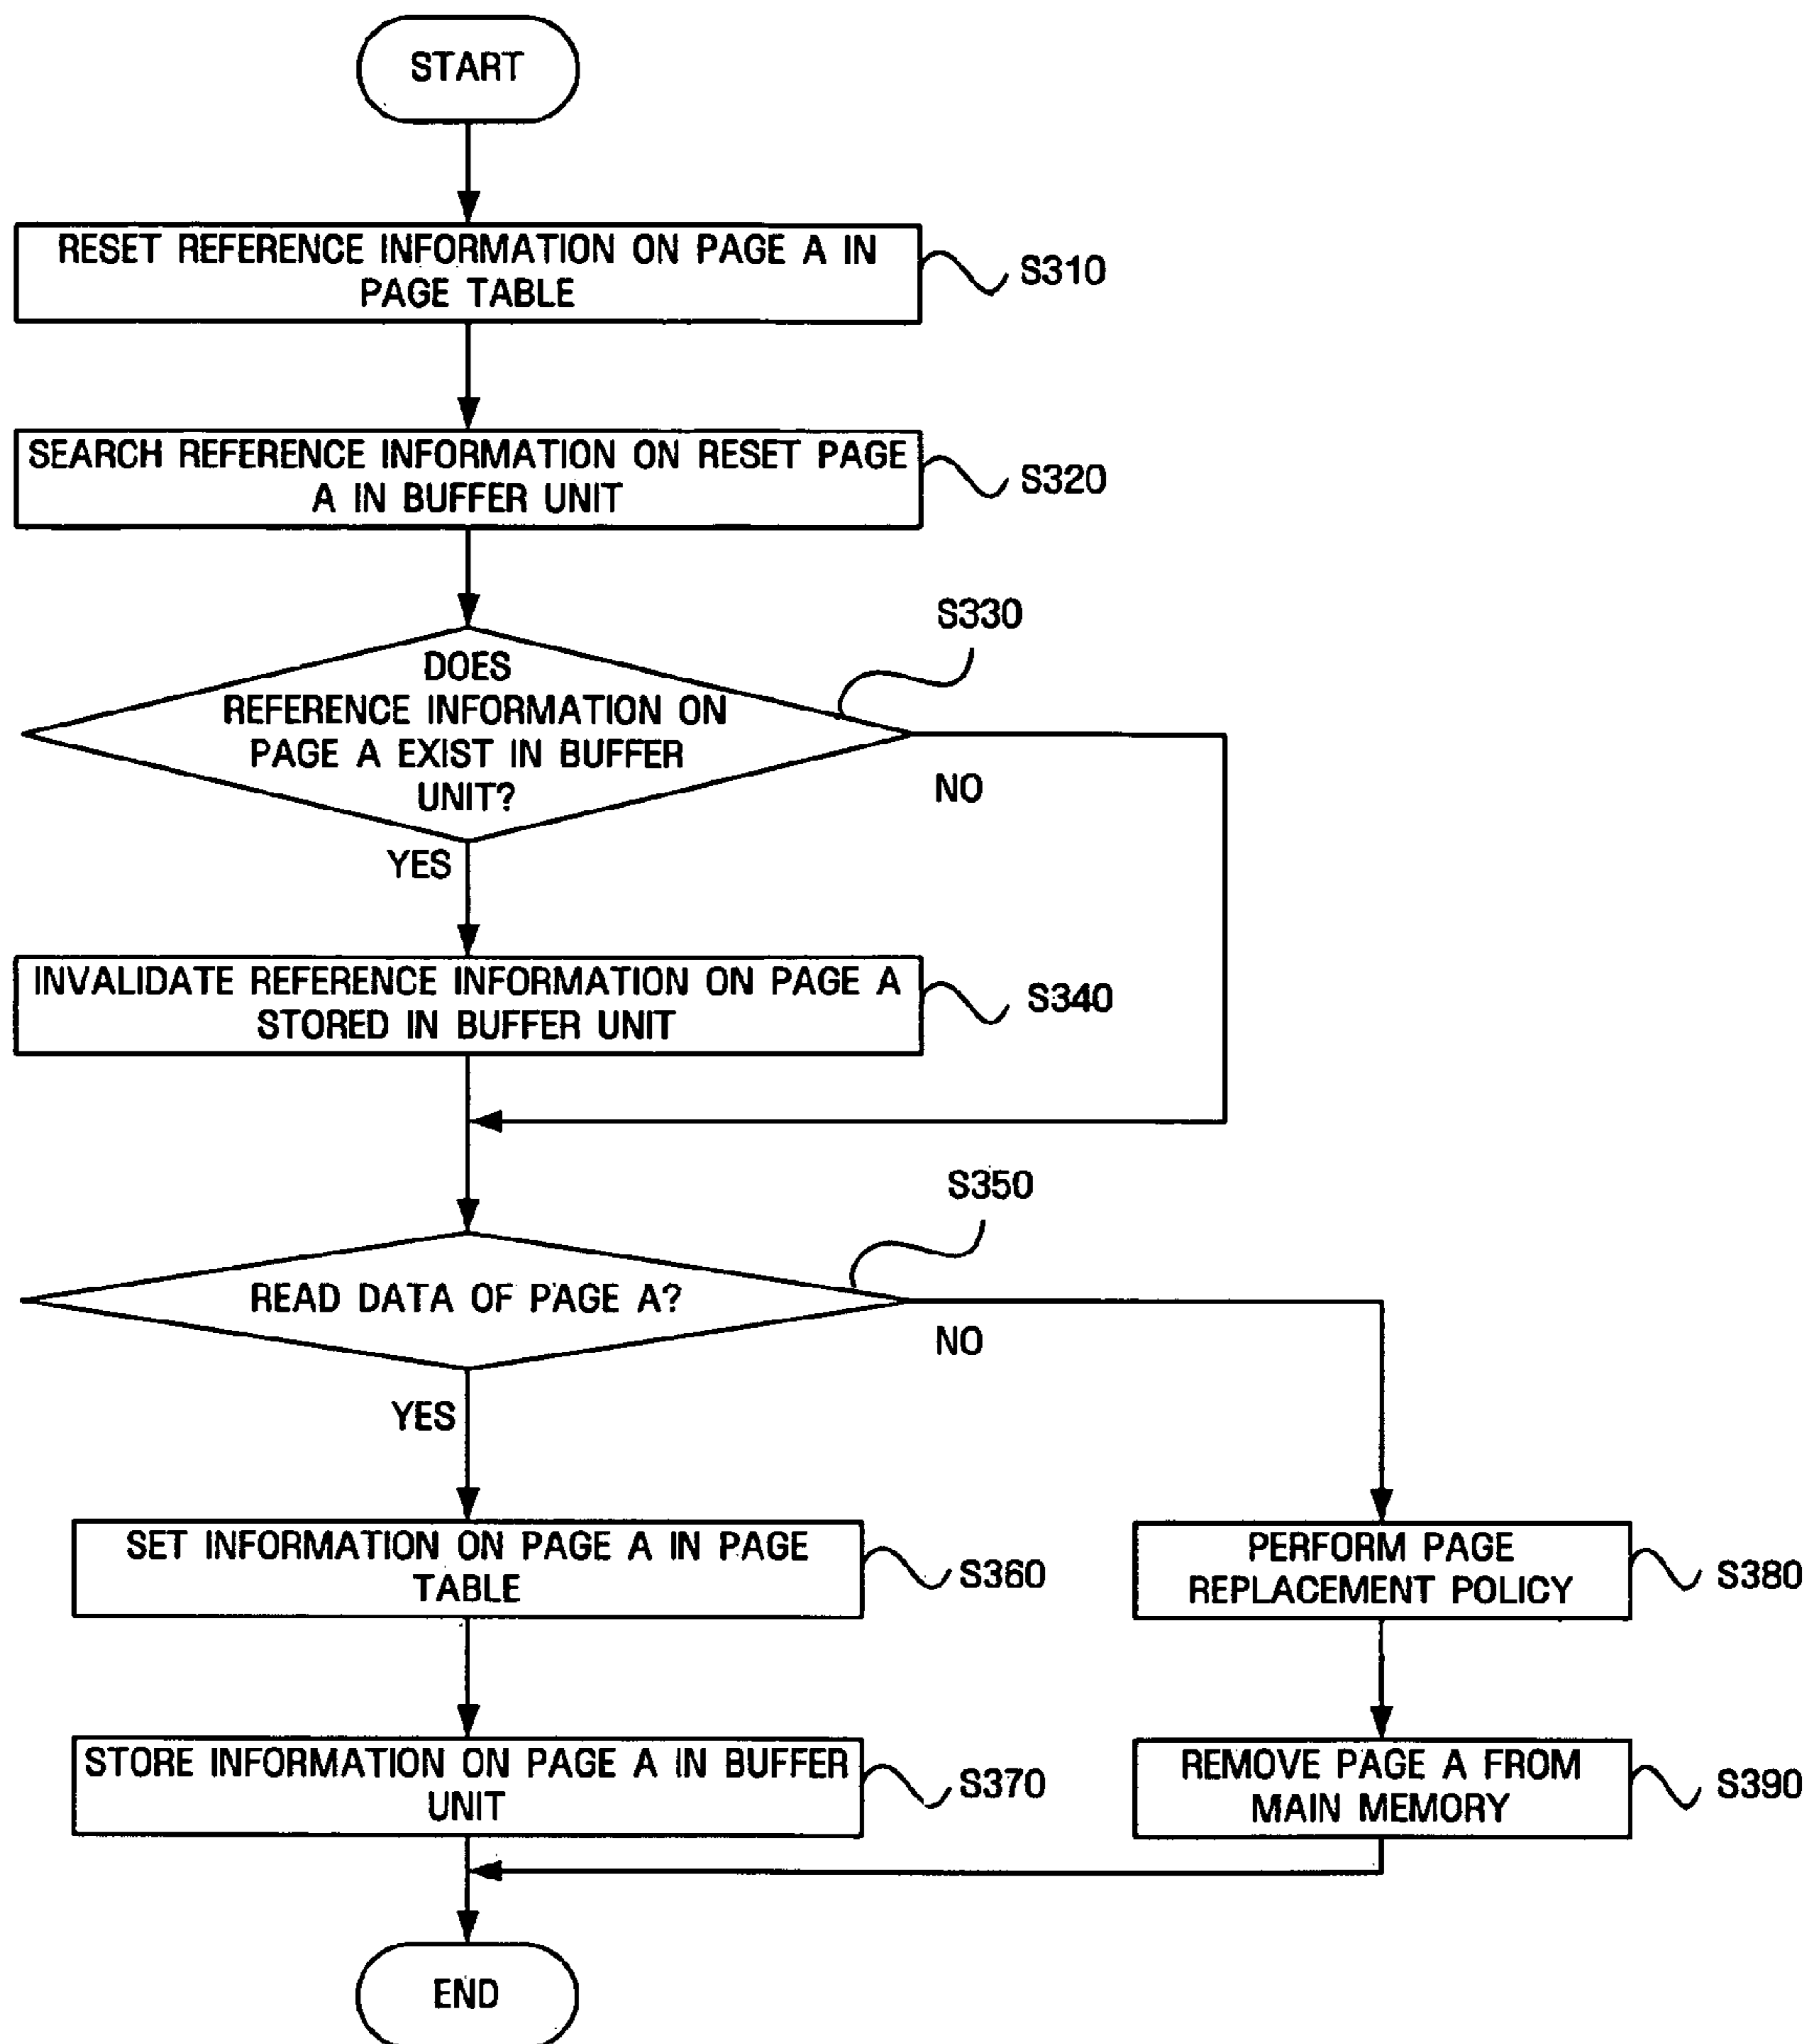 START
RESET REFERENCE INFORMATION ON PAGE A IN
PAGE TABLE
S310
SEARCH REFERENCE INFORMATION ON RESET PAGE
A IN BUFFER UNIT
S320
S330
DOES
REFERENCE INFORMATION ON
PAGE A EXIST IN BUFFER
UNIT?
NO
YES
INVALIDATE REFERENCE INFORMATION ON PAGE A
STORED IN BUFFER UNIT
S340
S350
READ DATA OF PAGE A?
NO
YES
SET INFORMATION ON PAGE A IN PAGE
TABLE
S360
PERFORM PAGE
REPLACEMENT POLICY
S380
STORE INFORMATION ON PAGE A IN BUFFER
UNIT
S370
REMOVE PAGE A FROM
MAIN MEMORY
S390
END